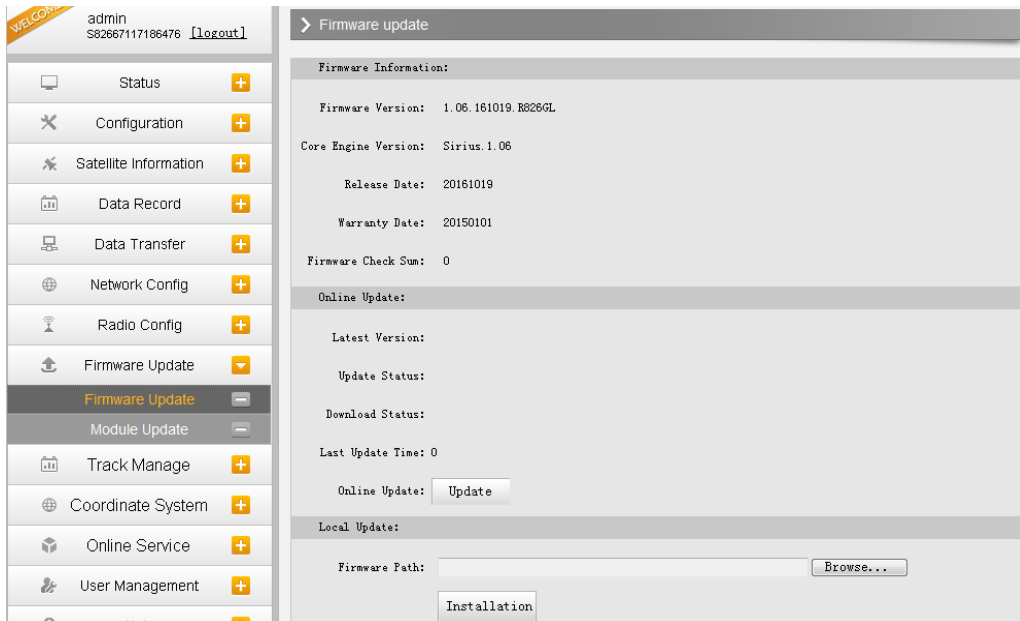 WELCOME
admin
S82667117186476 [logout]
Status
Configuration
Satellite Information
Data Record
Data Transfer
Network Config
Radio Config
Firmware Update
Firmware Update
Module Update
Track Manage
Coordinate System
Online Service
User Management
Firmware update
Firmware Information:
Firmware Version: 1.06.161019.R826GL
Core Engine Version: Sirius.1.06
Release Date: 20161019
Warranty Date: 20150101
Firmware Check Sum: 0
Online Update:
Latest Version:
Update Status:
Download Status:
Last Update Time: 0
Online Update: Update
Local Update:
Firmware Path: Browse...
Installation